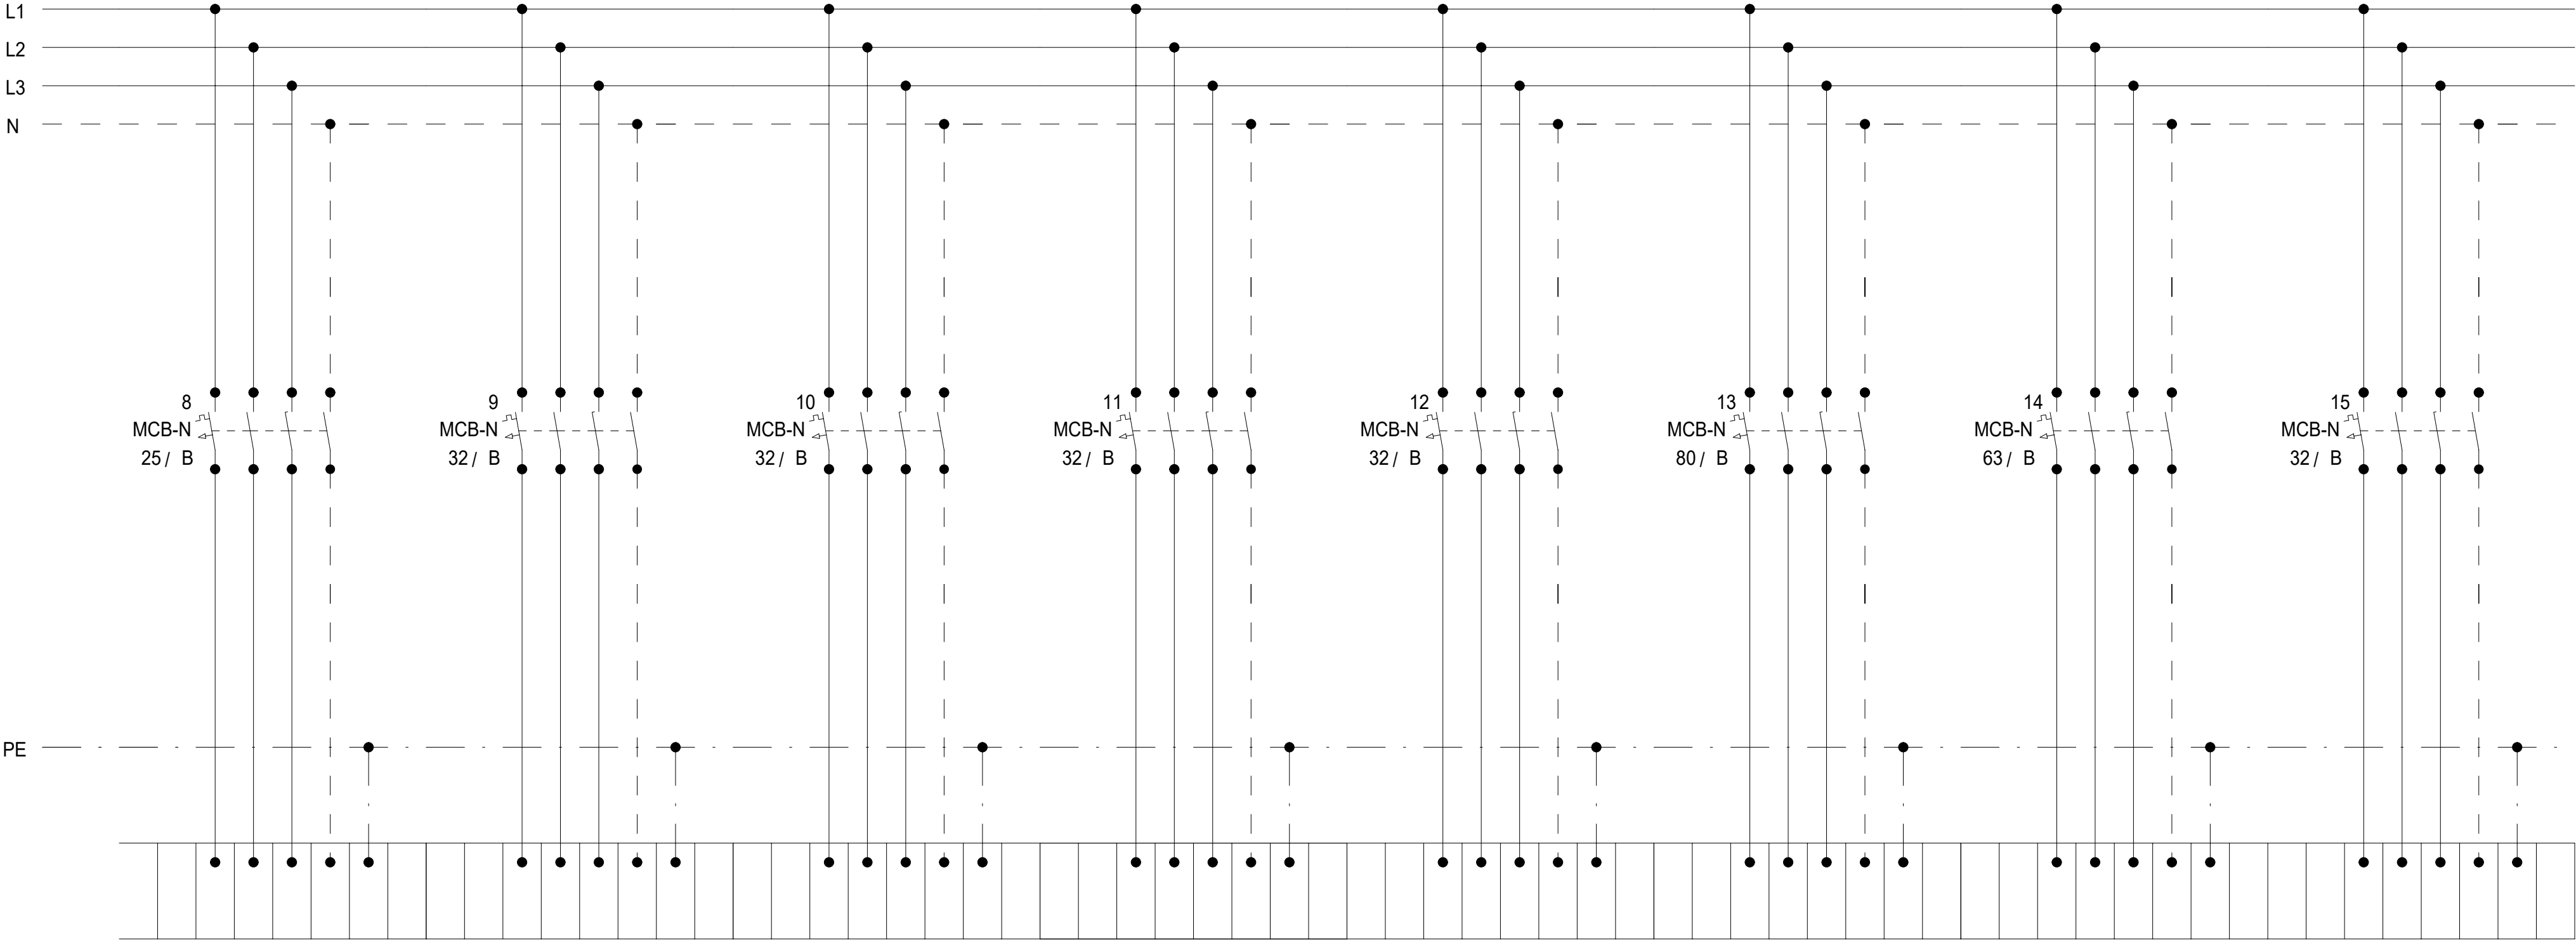 L1
L2
L3
N
8
MCB-N
25 / B
9
MCB-N
32 / B
10
MCB-N
32 / B
11
MCB-N
32 / B
12
MCB-N
32 / B
13
MCB-N
80 / B
14
MCB-N
63 / B
15
MCB-N
32 / B
PE